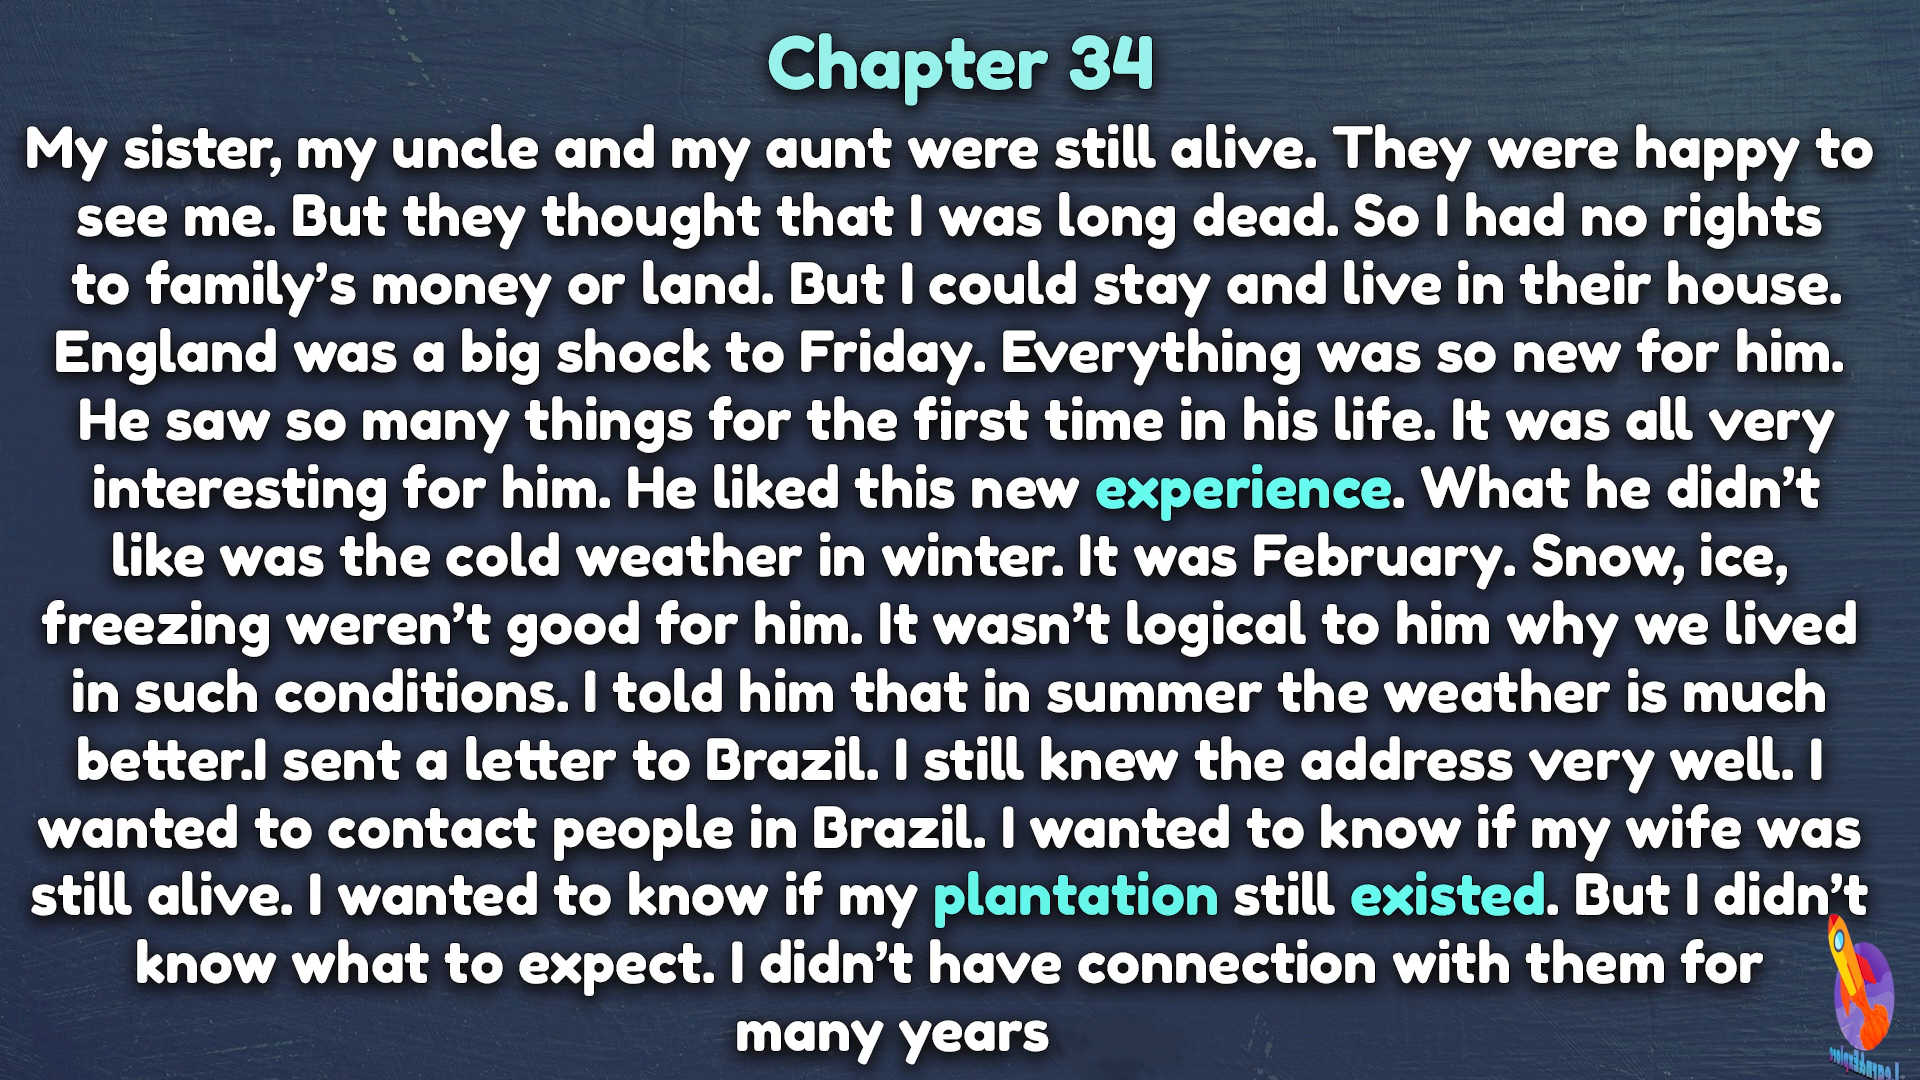 Chapter 34
My sister, my uncle and my aunt were still alive. They were happy to
see me. But they thought that I was long dead. So I had no rights
to family's money or land. But I could stay and live in their house.
England was a big shock to Friday. Everything was so new for him.
He saw so many things for the first time in his life. It was all very
interesting for him. He liked this new experience. What he didn't
like was the cold weather in winter. It was February. Snow, ice,
freezing weren't good for him. It wasn't logical to him why we lived
in such conditions. I told him that in summer the weather is much
better.I sent a letter to Brazil. I still knew the address very well. I
wanted to contact people in Brazil. I wanted to know if my wife was
still alive. I wanted to know if my plantation still existed. But I didn't
know what to expect. I didn't have connection with them for
many years